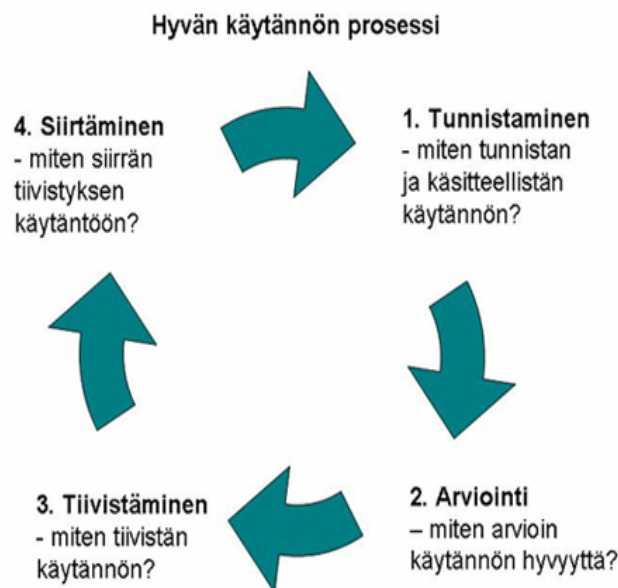 Hyvän käytännön prosessi
1. Tunnistaminen
- miten tunnistan
ja käsitteellistän
käytännön?
2. Arviointi
– miten arvioin
käytännön hyvyyttä?
3. Tiivistäminen
- miten tiivistän
käytännön?
4. Siirtäminen
- miten siirrän
tiivistyksen
käytäntöön?